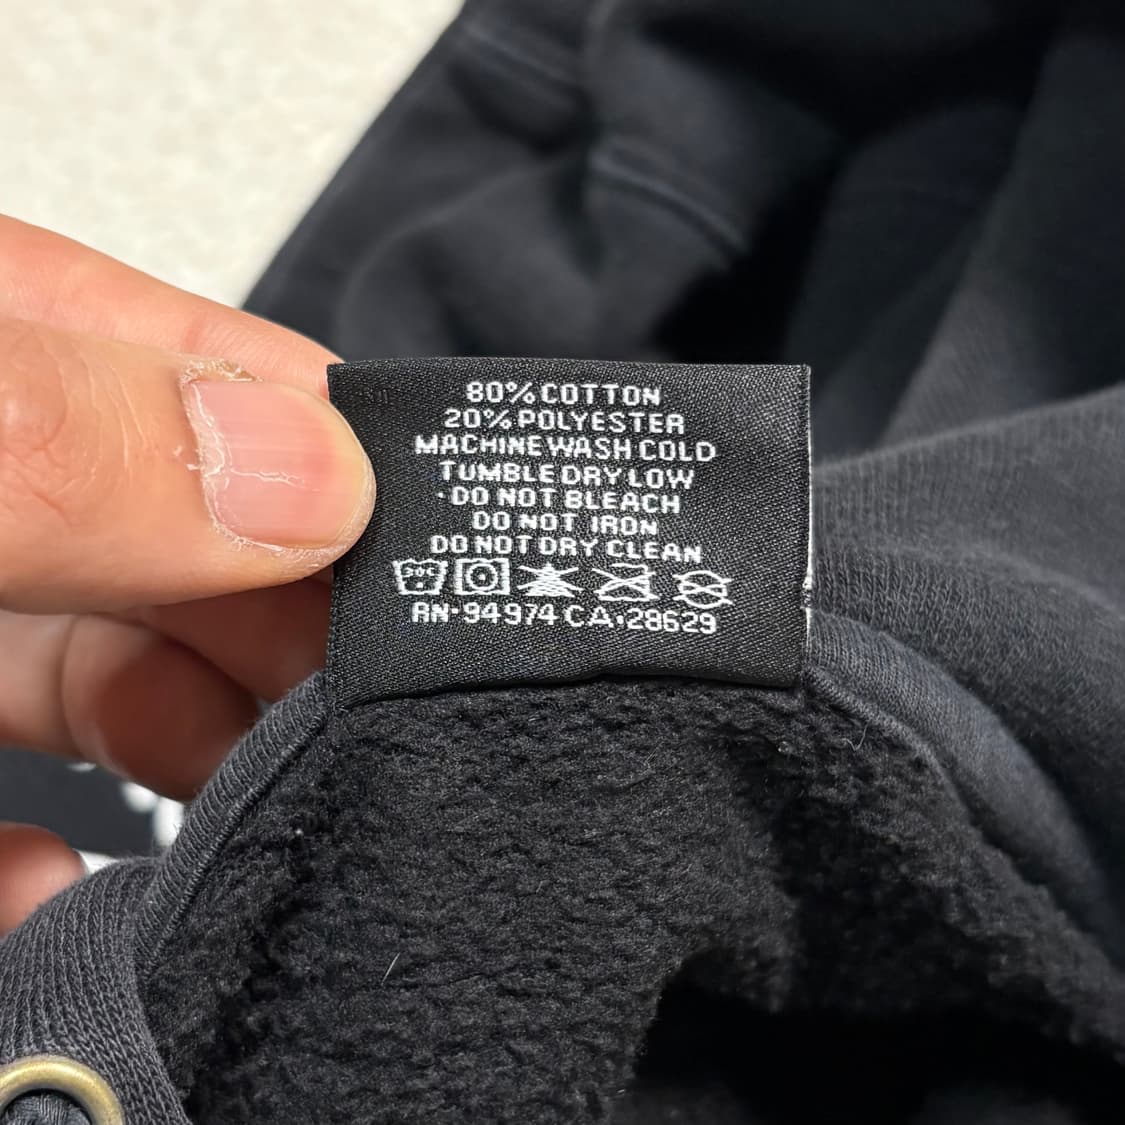 80% COTTON
20% POLYESTER
MACHINE WASH COLD
TUMBLE DRY LOW
DO NOT BLEACH
DO NOT IRON
DO NOT DRY CLEAN
30C
RN·94974 CA·28629